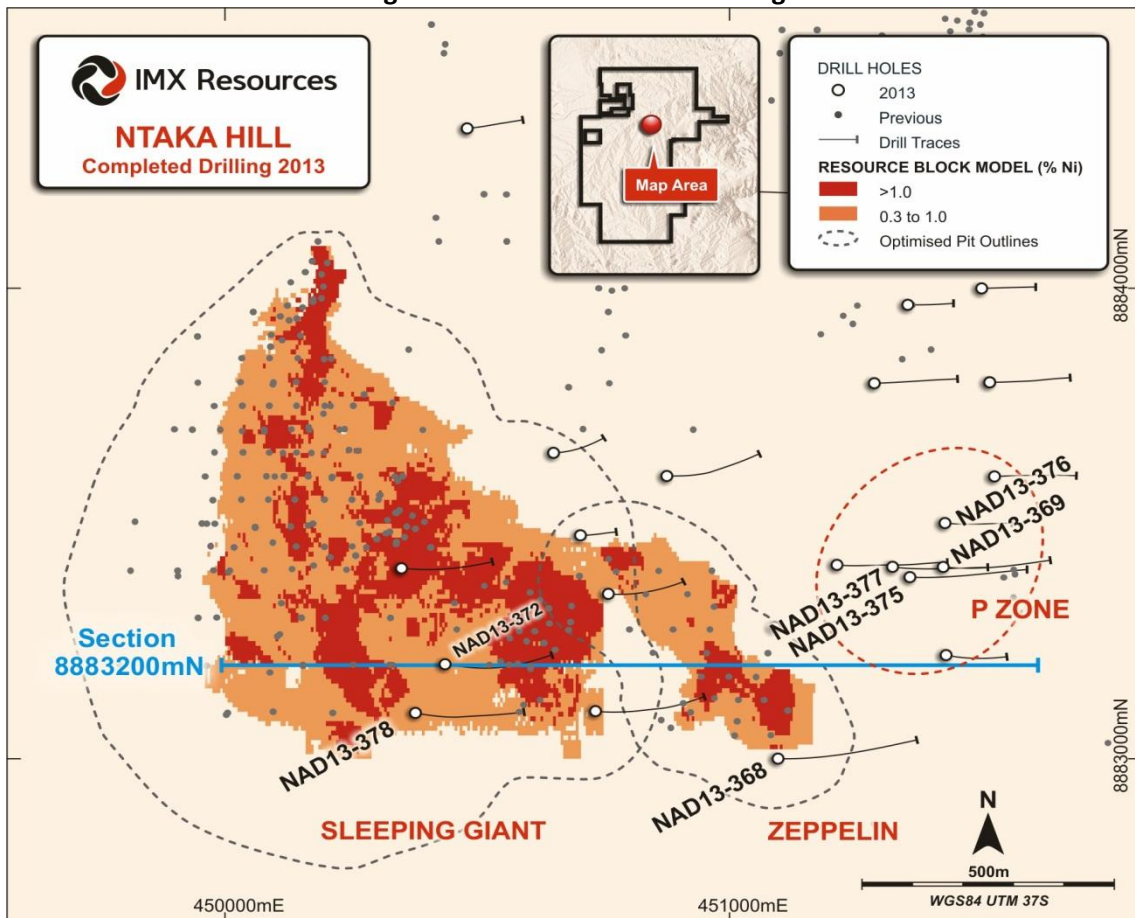 IMX Resources
NTAKA HILL
Completed Drilling 2013
Map Area
DRILL HOLES
2013
Previous
Drill Traces
RESOURCE BLOCK MODEL (% Ni)
>1.0
0.3 to 1.0
Optimised Pit Outlines
8884000mN
NAD13-376
NAD13-369
NAD13-377
NAD13-375
P ZONE
NAD13-372
Section
8883200mN
NAD13-378
NAD13-368
8883000mN
SLEEPING GIANT
ZEPPELIN
N
500m
WGS84 UTM 37S
450000mE
451000mE